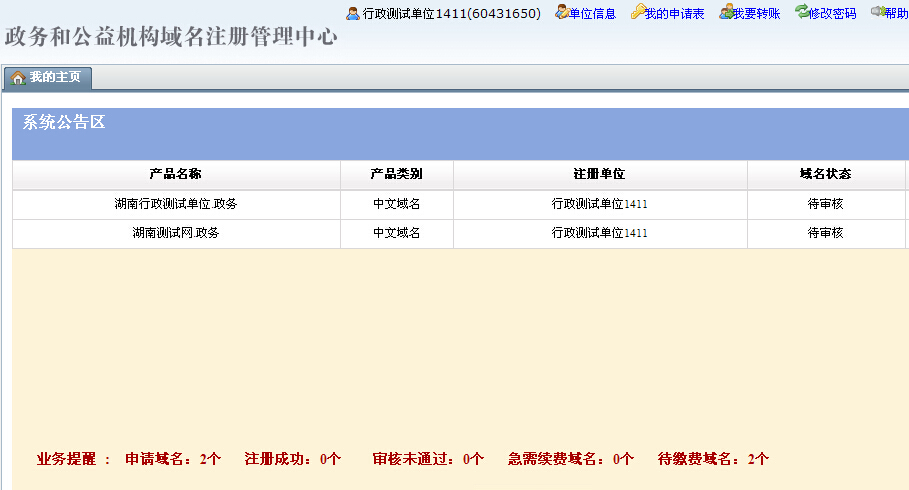 行政测试单位1411(60431650) 单位信息 我的申请表 我要转账 修改密码 帮助
政务和公益机构域名注册管理中心
我的主页
系统公告区
产品名称 产品类别 注册单位 域名状态
湖南行政测试单位.政务 中文域名 行政测试单位1411 待审核
湖南测试网.政务 中文域名 行政测试单位1411 待审核
业务提醒 : 申请域名：2个 注册成功：0个 审核未通过：0个 急需续费域名：0个 待缴费域名：2个